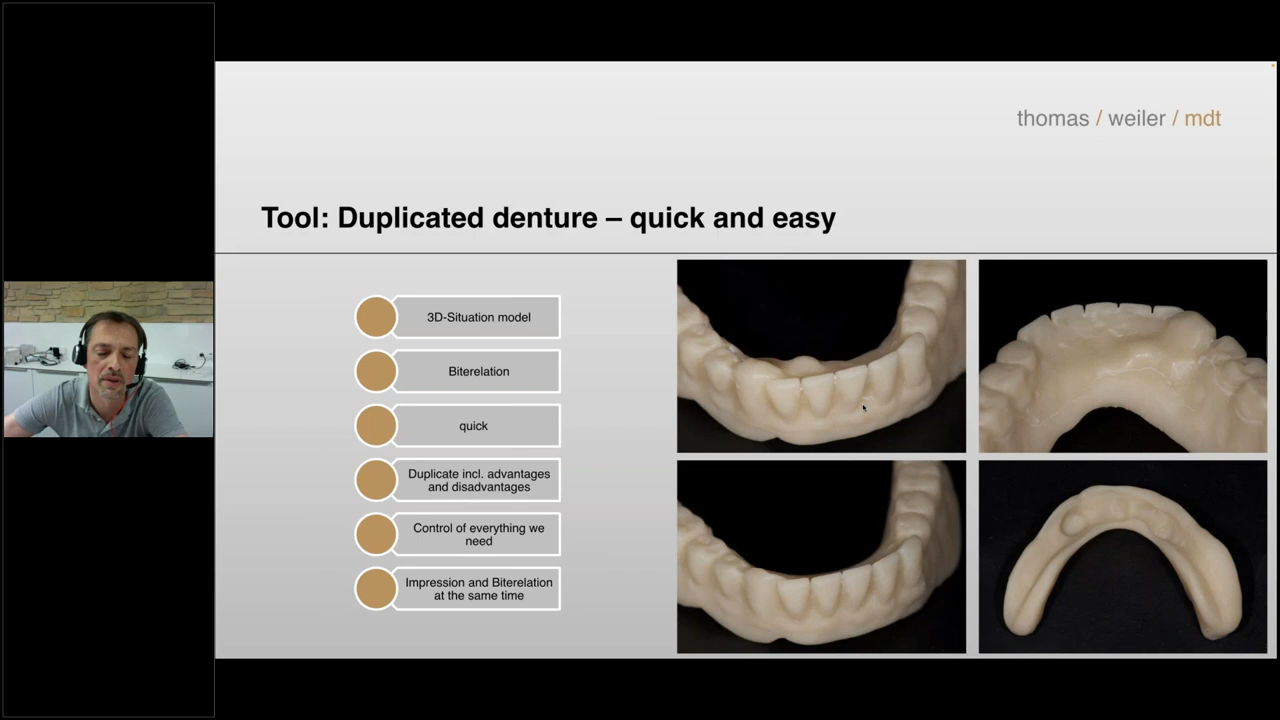 thomas / weiler / mdt
Tool: Duplicated denture – quick and easy
3D-Situation model
Biterelation
quick
Duplicate incl. advantages
and disadvantages
Control of everything we
need
Impression and Biterelation
at the same time